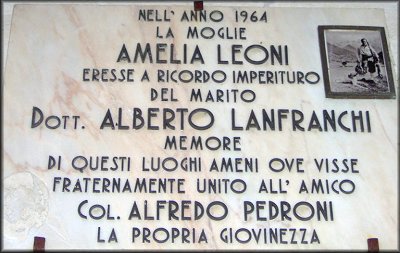 NELL' ANNO 1964
LA MOGLIE
AMELIA LEONI
ERESSE A RICORDO IMPERITURO
DEL MARITO
DOTT. ALBERTO LANFRANCHI
MEMORE
DI QUESTI LUOGHI AMENI OVE VISSE
FRATERNAMENTE UNITO ALL' AMICO
COL. ALFREDO PEDRONI
LA PROPRIA GIOVINEZZA